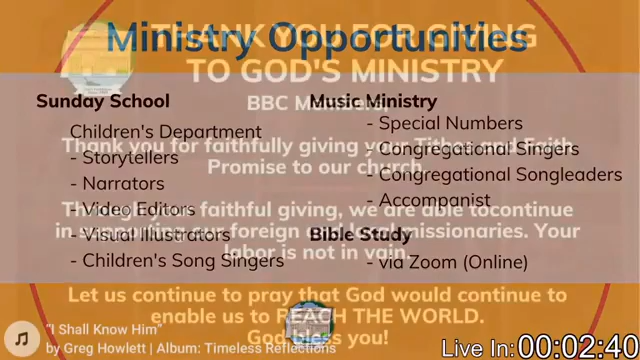 Ministry Opportunities
THANK YOU FOR GIVING
TO GOD'S MINISTRY
Sunday School
Children's Department
- Storytellers
- Narrators
- Video Editors
- Visual Illustrators
- Children's Song Singers
Music Ministry
- Special Numbers
- Congregational Singers
- Congregational Songleaders
- Accompanist
Bible Study
- via Zoom (Online)
BBC Members,
Thank you for faithfully giving your Tithes and Faith
Promise to our church.
Through your faithful giving, we are able to continue
in supporting our foreign and local missionaries. Your
labor is not in vain.
Let us continue to pray that God would continue to
enable us to REACH THE WORLD.
God bless you!
"I Shall Know Him"
by Greg Howlett | Album: Timeless Reflections
Live In: 00:02:40